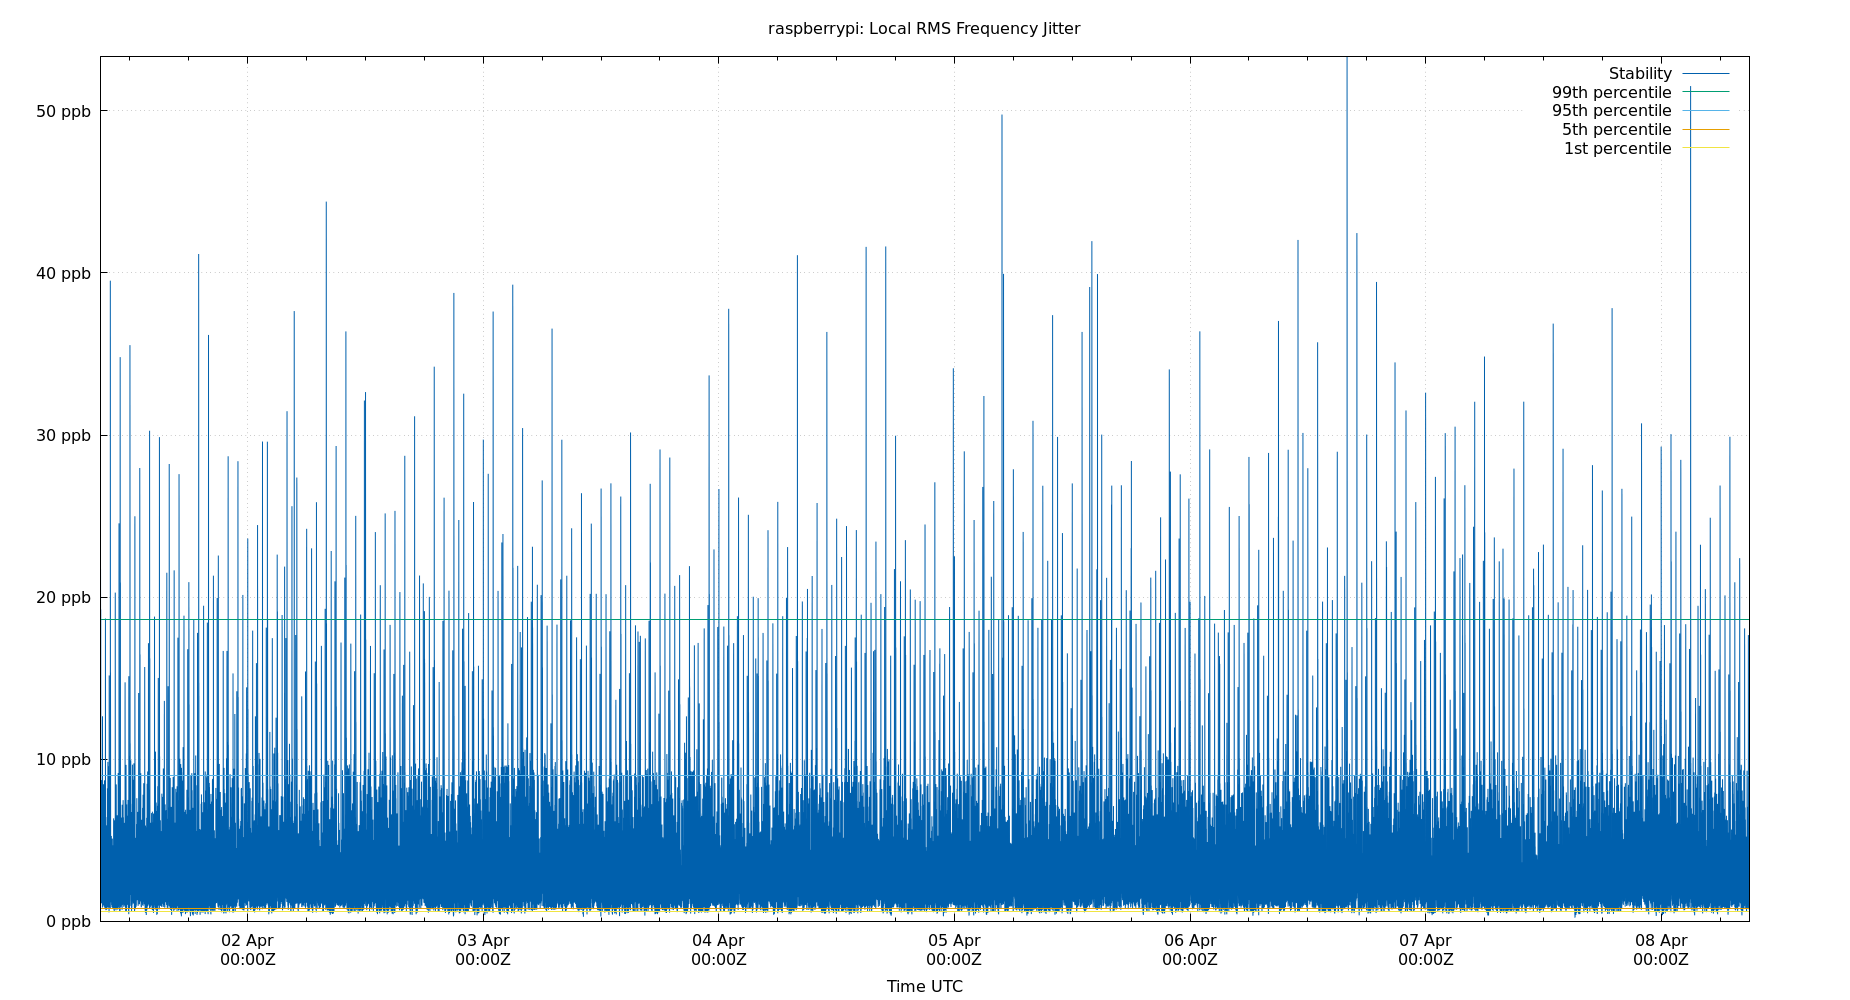 raspberrypi: Local RMS Frequency Jitter
Stability
99th percentile
95th percentile
5th percentile
1st percentile
50 ppb
40 ppb
30 ppb
20 ppb
10 ppb
0 ppb
02 Apr
00:00Z
03 Apr
00:00Z
04 Apr
00:00Z
05 Apr
00:00Z
06 Apr
00:00Z
07 Apr
00:00Z
08 Apr
00:00Z
Time UTC